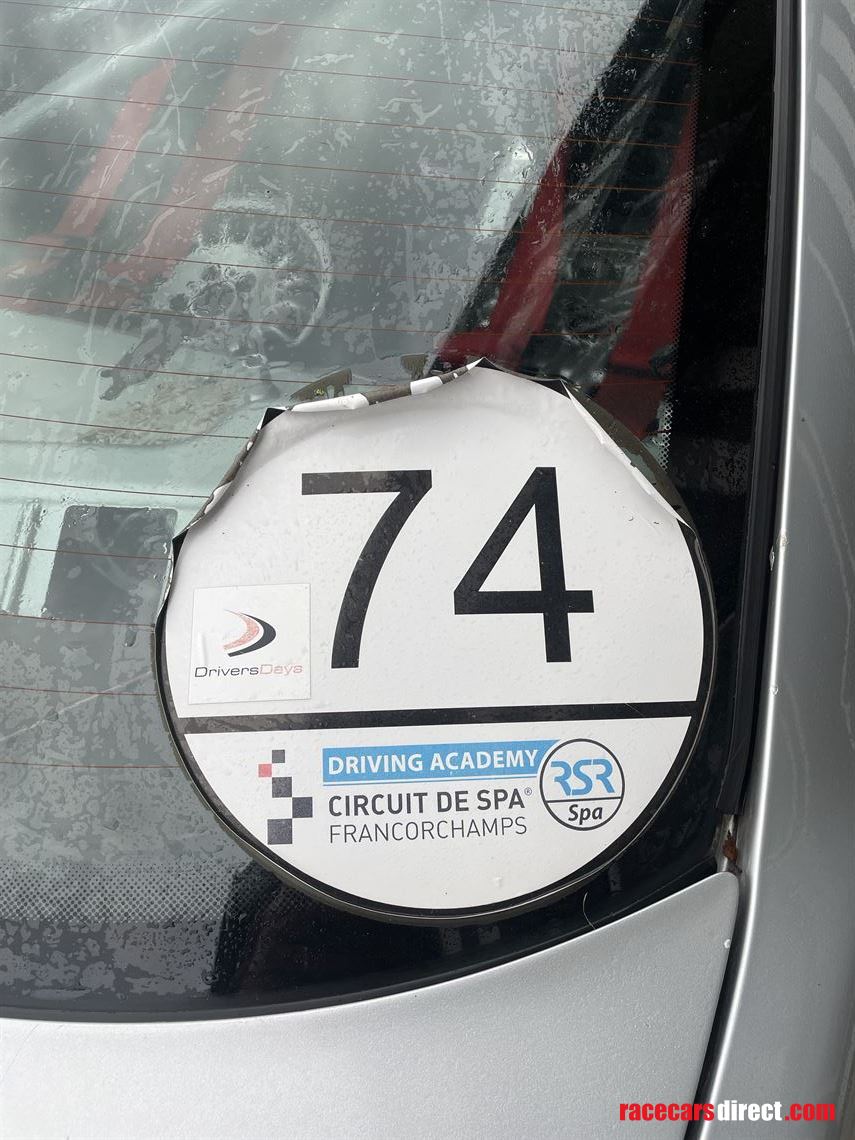 74
DriversDays
DRIVING ACADEMY
CIRCUIT DE SPA®
FRANCORCHAMPS
RSR
Spa
racecarsdirect.com